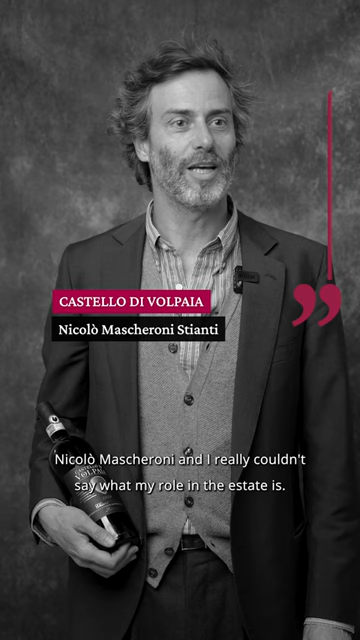 CASTELLO DI VOLPAIA
Nicolò Mascheroni Stianti
Nicolò Mascheroni and I really couldn't
say what my role in the estate is.
VOLPAIA